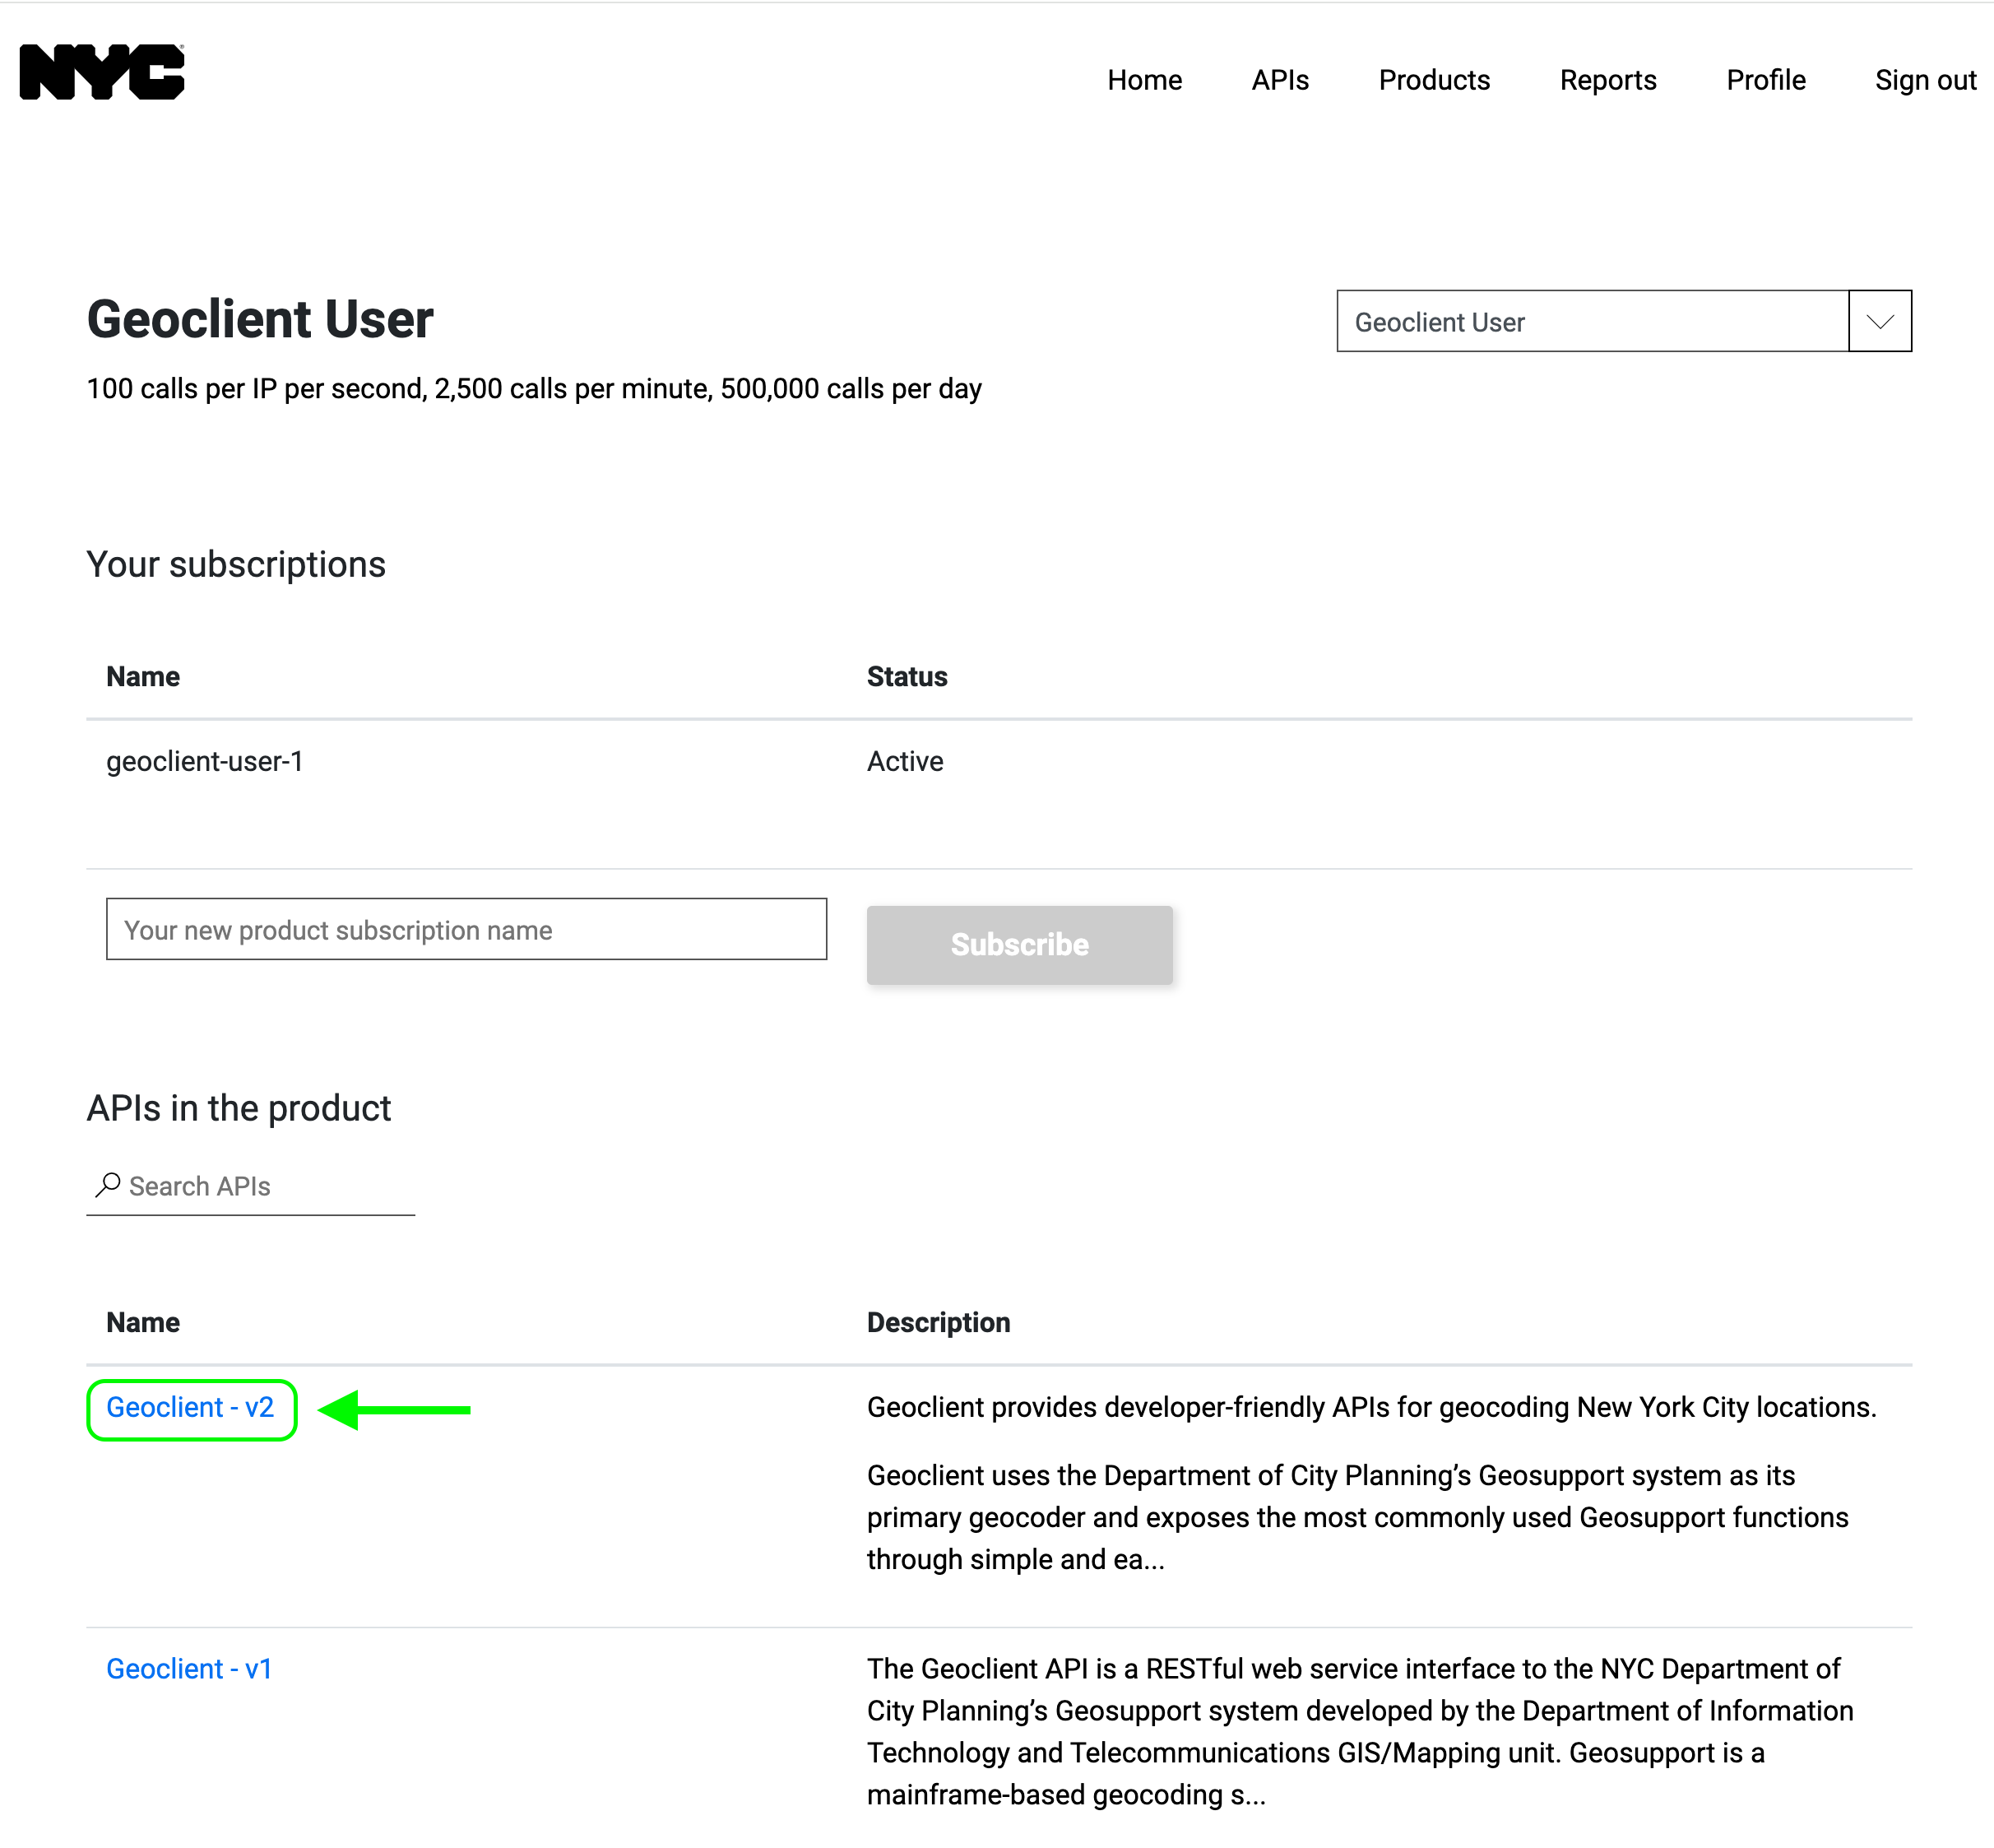 NYC
Home APIs Products Reports Profile Sign out
Geoclient User
Geoclient User
100 calls per IP per second, 2,500 calls per minute, 500,000 calls per day
Your subscriptions
Name Status
geoclient-user-1 Active
Your new product subscription name Subscribe
APIs in the product
Search APIs
Name Description
Geoclient - v2 Geoclient provides developer-friendly APIs for geocoding New York City locations.
Geoclient uses the Department of City Planning’s Geosupport system as its
primary geocoder and exposes the most commonly used Geosupport functions
through simple and ea...
Geoclient - v1 The Geoclient API is a RESTful web service interface to the NYC Department of
City Planning’s Geosupport system developed by the Department of Information
Technology and Telecommunications GIS/Mapping unit. Geosupport is a
mainframe-based geocoding s...